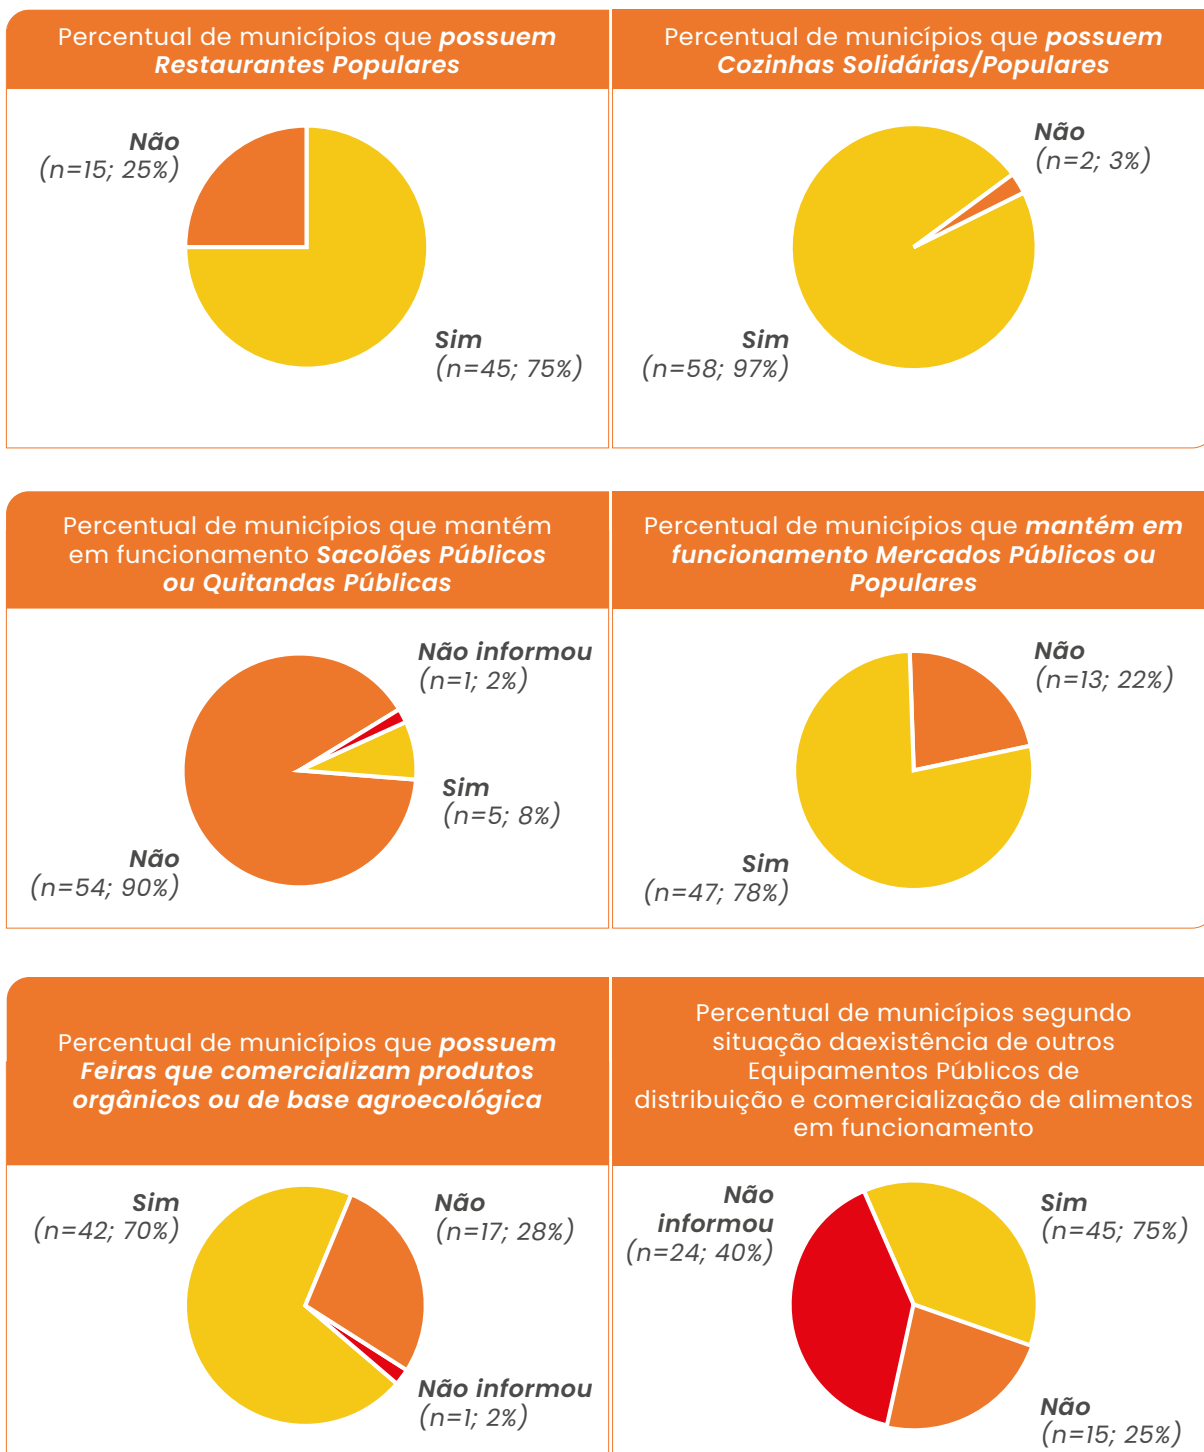 Percentual de municípios que possuem
Restaurantes Populares
Percentual de municípios que possuem
Cozinhas Solidárias/Populares
Não
(n=15; 25%)
Sim
(n=45; 75%)
Não
(n=2; 3%)
Sim
(n=58; 97%)
Percentual de municípios que mantém
em funcionamento Sacolões Públicos
ou Quitandas Públicas
Percentual de municípios que mantém em
funcionamento Mercados Públicos ou
Populares
Não informou
(n=1; 2%)
Sim
(n=5; 8%)
Não
(n=54; 90%)
Não
(n=13; 22%)
Sim
(n=47; 78%)
Percentual de municípios que possuem
Feiras que comercializam produtos
orgânicos ou de base agroecológica
Percentual de municípios segundo
situação daexistência de outros
Equipamentos Públicos de
distribuição e comercialização de alimentos
em funcionamento
Sim
(n=42; 70%)
Não
(n=17; 28%)
Não informou
(n=1; 2%)
Não
informou
(n=24; 40%)
Sim
(n=45; 75%)
Não
(n=15; 25%)